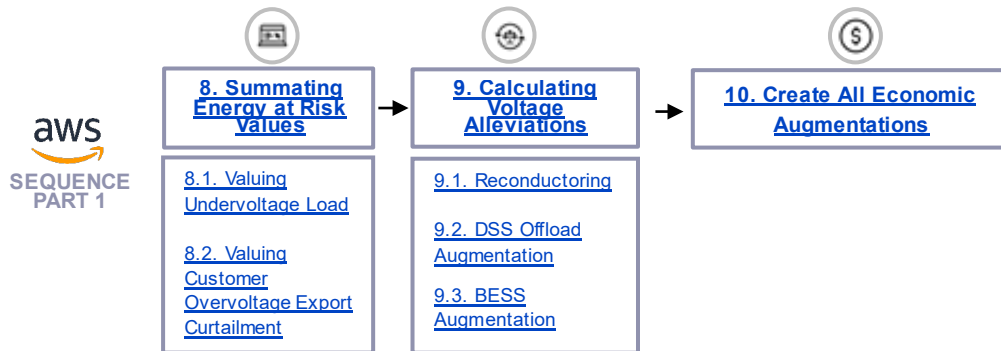 8. Summating
Energy at Risk
Values
9. Calculating
Voltage
Alleviations
10. Create All Economic
Augmentations
$
aws
SEQUENCE
PART 1
8.1. Valuing
Undervoltage Load
8.2. Valuing
Customer
Overvoltage Export
Curtailment
9.1. Reconductoring
9.2. DSS Offload
Augmentation
9.3. BESS
Augmentation